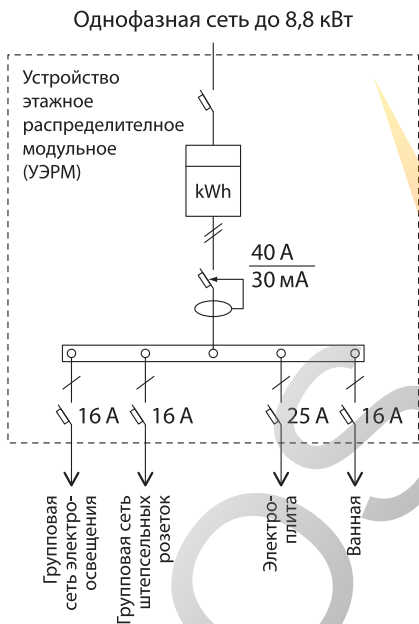 Однофазная сеть до 8,8 кВт
Устройство
этажное
распределителное
модульное
(УЭРМ)
kWh
40 А
30 мА
16 А
16 А
25 А
16 А
Групповая
сеть электро-
освещения
Групповая сеть
штепсельных
розеток
Электро-
плита
Ванная